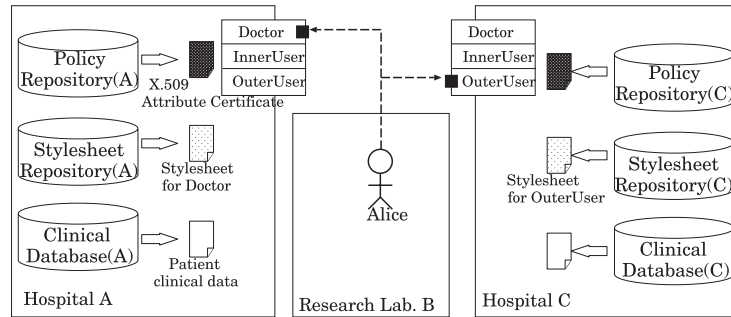 Policy
Repository(A)
X.509
Attribute Certificate
Doctor
InnerUser
OuterUser
Stylesheet
Repository(A)
Stylesheet
for Doctor
Clinical
Database(A)
Patient
clinical data
Hospital A
Alice
Research Lab. B
Doctor
InnerUser
OuterUser
Policy
Repository(C)
Stylesheet
for OuterUser
Stylesheet
Repository(C)
Clinical
Database(C)
Hospital C